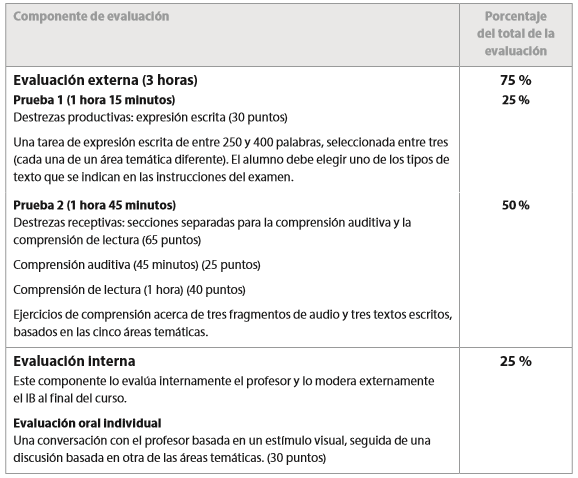 Componente de evaluación
Porcentaje
del total de la
evaluación
Evaluación externa (3 horas)
75 %
Prueba 1 (1 hora 15 minutos)
25 %
Destrezas productivas: expresión escrita (30 puntos)
Una tarea de expresión escrita de entre 250 y 400 palabras, seleccionada entre tres
(cada una de un área temática diferente). El alumno debe elegir uno de los tipos de
texto que se indican en las instrucciones del examen.
Prueba 2 (1 hora 45 minutos)
50 %
Destrezas receptivas: secciones separadas para la comprensión auditiva y la
comprensión de lectura (65 puntos)
Comprensión auditiva (45 minutos) (25 puntos)
Comprensión de lectura (1 hora) (40 puntos)
Ejercicios de comprensión acerca de tres fragmentos de audio y tres textos escritos,
basados en las cinco áreas temáticas.
Evaluación interna
25 %
Este componente lo evalúa internamente el profesor y lo modera externamente
el IB al final del curso.
Evaluación oral individual
Una conversación con el profesor basada en un estímulo visual, seguida de una
discusión basada en otra de las áreas temáticas. (30 puntos)